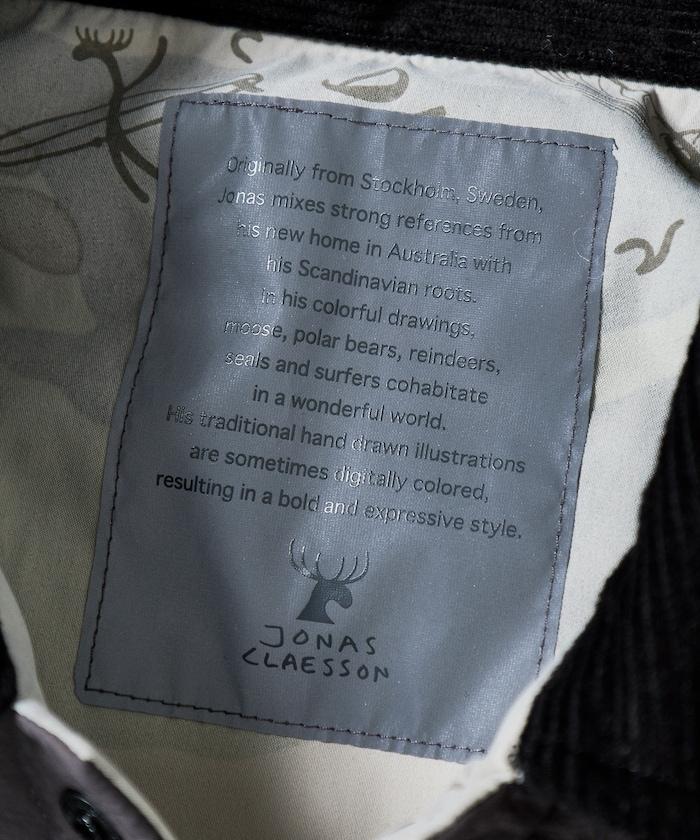 Originally from Stockholm, Sweden,
Jonas mixes strong references from
his new home in Australia with
his Scandinavian roots.
In his colorful drawings,
moose, polar bears, reindeers,
seals and surfers cohabitate
in a wonderful world.
His traditional hand drawn illustrations
are sometimes digitally colored,
resulting in a bold and expressive style.
JONAS
CLAESSON